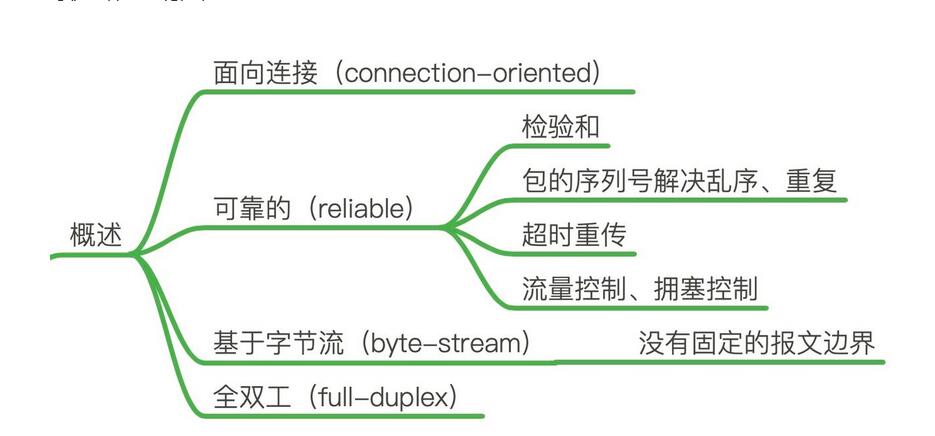 面向连接（connection-oriented）
检验和
包的序列号解决乱序、重复
可靠的（reliable）
概述
超时重传
流量控制、拥塞控制
基于字节流（byte-stream）
没有固定的报文边界
全双工（full-duplex）